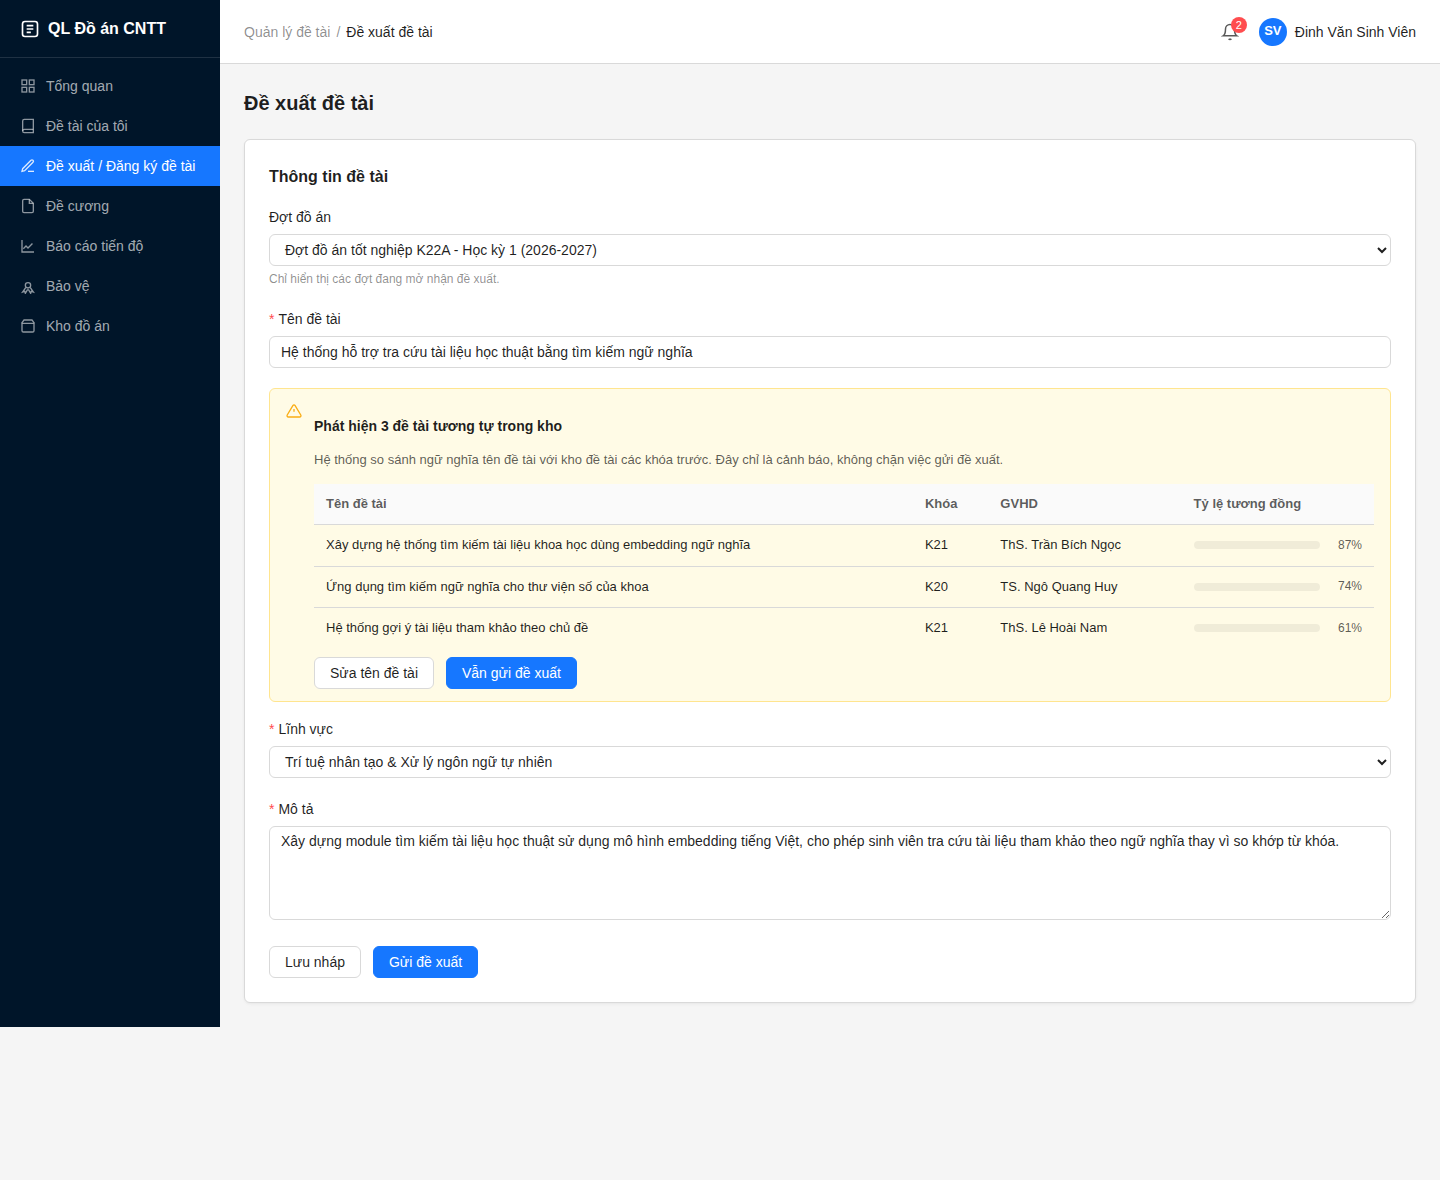 QL Đồ án CNTT
Quản lý đề tài / Đề xuất đề tài
2
SV
Đinh Văn Sinh Viên
Tổng quan
Đề tài của tôi
Đề xuất / Đăng ký đề tài
Đề cương
Báo cáo tiến độ
Bảo vệ
Kho đồ án
Đề xuất đề tài
Thông tin đề tài
Đợt đồ án
Đợt đồ án tốt nghiệp K22A - Học kỳ 1 (2026-2027)
Chỉ hiển thị các đợt đang mở nhận đề xuất.
* Tên đề tài
Hệ thống hỗ trợ tra cứu tài liệu học thuật bằng tìm kiếm ngữ nghĩa
Phát hiện 3 đề tài tương tự trong kho
Hệ thống so sánh ngữ nghĩa tên đề tài với kho đề tài các khóa trước. Đây chỉ là cảnh báo, không chặn việc gửi đề xuất.
Tên đề tài Khóa GVHD Tỷ lệ tương đồng
Xây dựng hệ thống tìm kiếm tài liệu khoa học dùng embedding ngữ nghĩa K21 ThS. Trần Bích Ngọc 87%
Ứng dụng tìm kiếm ngữ nghĩa cho thư viện số của khoa K20 TS. Ngô Quang Huy 74%
Hệ thống gợi ý tài liệu tham khảo theo chủ đề K21 ThS. Lê Hoài Nam 61%
Sửa tên đề tài Vẫn gửi đề xuất
* Lĩnh vực
Trí tuệ nhân tạo & Xử lý ngôn ngữ tự nhiên
* Mô tả
Xây dựng module tìm kiếm tài liệu học thuật sử dụng mô hình embedding tiếng Việt, cho phép sinh viên tra cứu tài liệu tham khảo theo ngữ nghĩa thay vì so khớp từ khóa.
Lưu nháp Gửi đề xuất